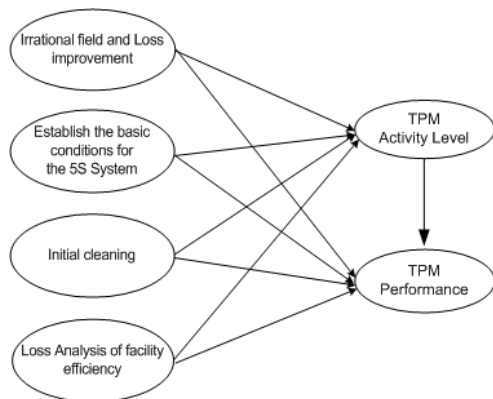 Irrational field and Loss
improvement
Establish the basic
conditions for
the 5S System
Initial cleaning
Loss Analysis of facility
efficiency
TPM
Activity Level
TPM
Performance